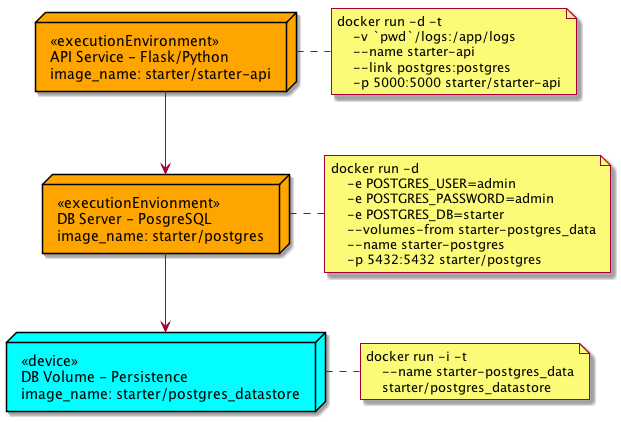 «executionEnvironment»
API Service – Flask/Python
image_name: starter/starter-api
docker run -d -t
-v `pwd`/logs:/app/logs
--name starter-api
--link postgres:postgres
-p 5000:5000 starter/starter-api
«executionEnvionment»
DB Server – PosgreSQL
image_name: starter/postgres
docker run -d
-e POSTGRES_USER=admin
-e POSTGRES_PASSWORD=admin
-e POSTGRES_DB=starter
--volumes-from starter-postgres_data
--name starter-postgres
-p 5432:5432 starter/postgres
«device»
DB Volume – Persistence
image_name: starter/postgres_datastore
docker run -i -t
--name starter-postgres_data
starter/postgres_datastore